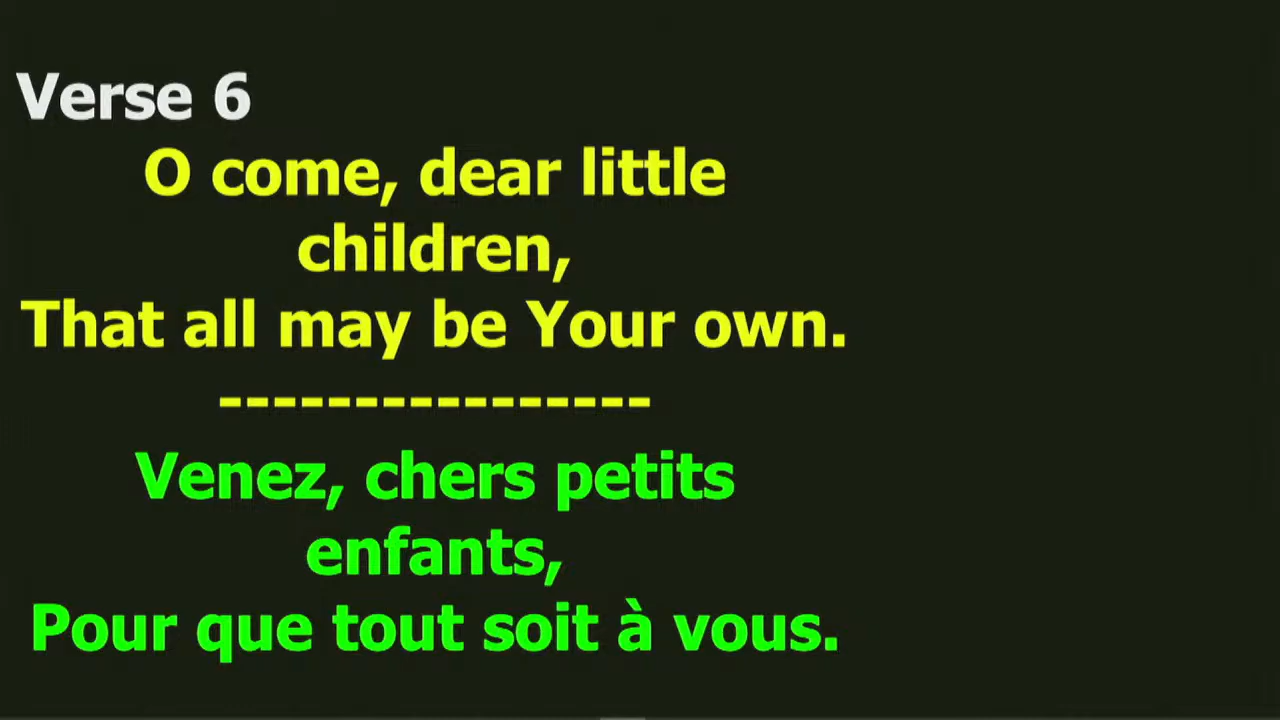 Verse 6
O come, dear little
children,
That all may be Your own.
----------------
Venez, chers petits
enfants,
Pour que tout soit à vous.